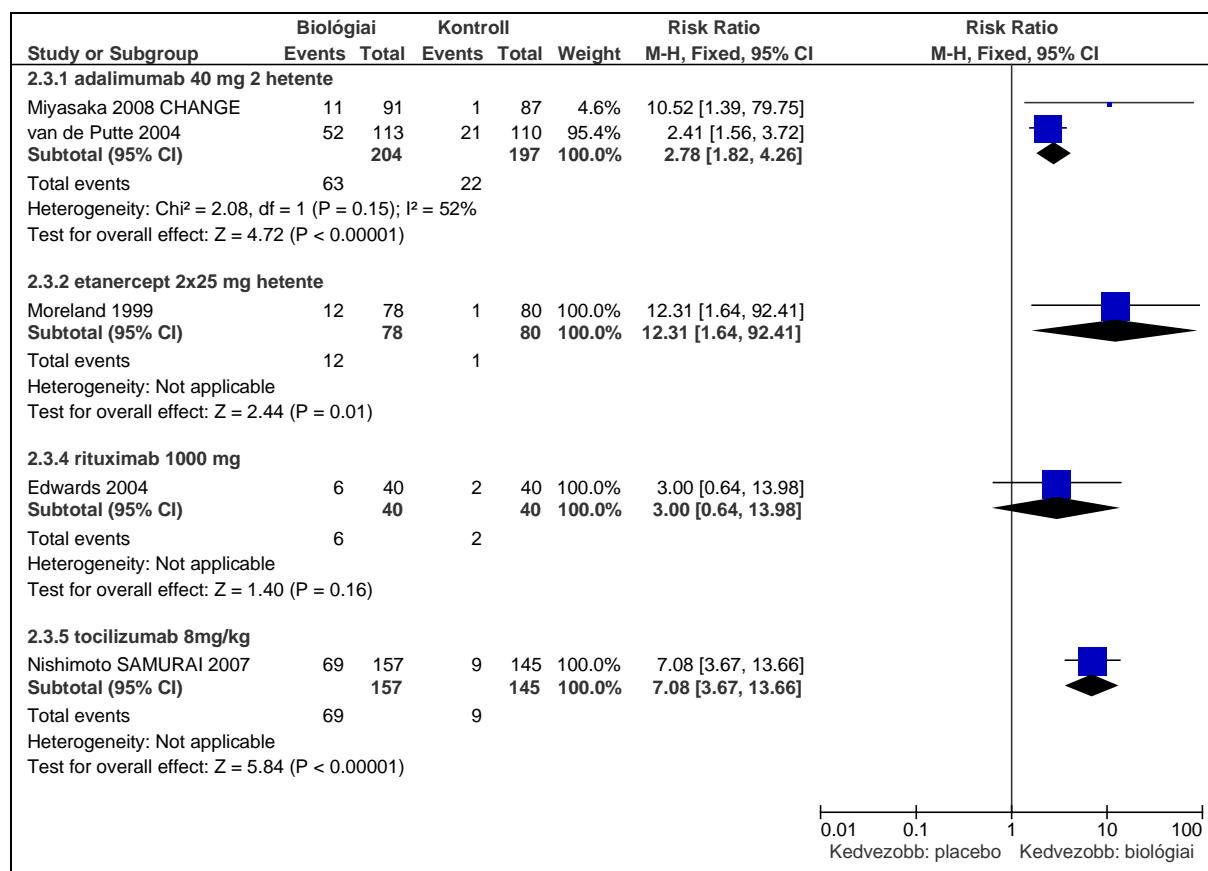 Biológiai Kontroll Risk Ratio Risk Ratio
Study or Subgroup Events Total Events Total Weight M-H, Fixed, 95% CI M-H, Fixed, 95% CI
2.3.1 adalimumab 40 mg 2 hetente
Miyasaka 2008 CHANGE 11 91 1 87 4.6% 10.52 [1.39, 79.75]
van de Putte 2004 52 113 21 110 95.4% 2.41 [1.56, 3.72]
Subtotal (95% CI) 204 197 100.0% 2.78 [1.82, 4.26]
Total events 63 22
Heterogeneity: Chi² = 2.08, df = 1 (P = 0.15); I² = 52%
Test for overall effect: Z = 4.72 (P < 0.00001)
2.3.2 etanercept 2x25 mg hetente
Moreland 1999 12 78 1 80 100.0% 12.31 [1.64, 92.41]
Subtotal (95% CI) 78 80 100.0% 12.31 [1.64, 92.41]
Total events 12 1
Heterogeneity: Not applicable
Test for overall effect: Z = 2.44 (P = 0.01)
2.3.4 rituximab 1000 mg
Edwards 2004 6 40 2 40 100.0% 3.00 [0.64, 13.98]
Subtotal (95% CI) 40 40 100.0% 3.00 [0.64, 13.98]
Total events 6 2
Heterogeneity: Not applicable
Test for overall effect: Z = 1.40 (P = 0.16)
2.3.5 tocilizumab 8mg/kg
Nishimoto SAMURAI 2007 69 157 9 145 100.0% 7.08 [3.67, 13.66]
Subtotal (95% CI) 157 145 100.0% 7.08 [3.67, 13.66]
Total events 69 9
Heterogeneity: Not applicable
Test for overall effect: Z = 5.84 (P < 0.00001)
0.01 0.1 1 10 100
Kedvezobb: placebo Kedvezobb: biológiai